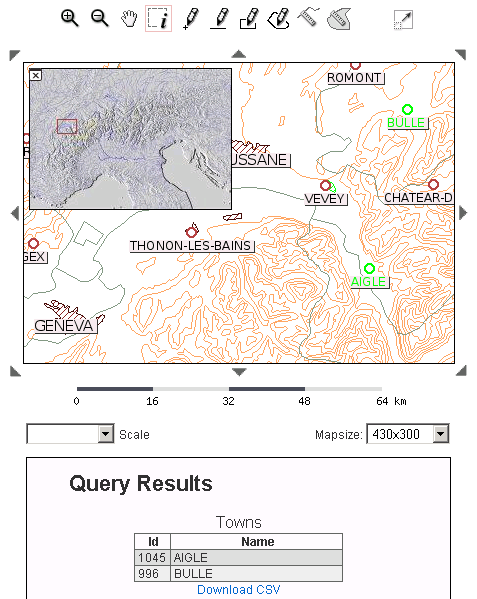 ROMONT
BÜLLE
USSANE
VEVEY
CHATEAR-D
THONON-LES-BAINS
GEX
AIGLE
GENEVA
0 16 32 48 64 km
Scale Mapsize: 430x300
Query Results
Towns
Id Name
1045 AIGLE
996 BULLE
Download CSV